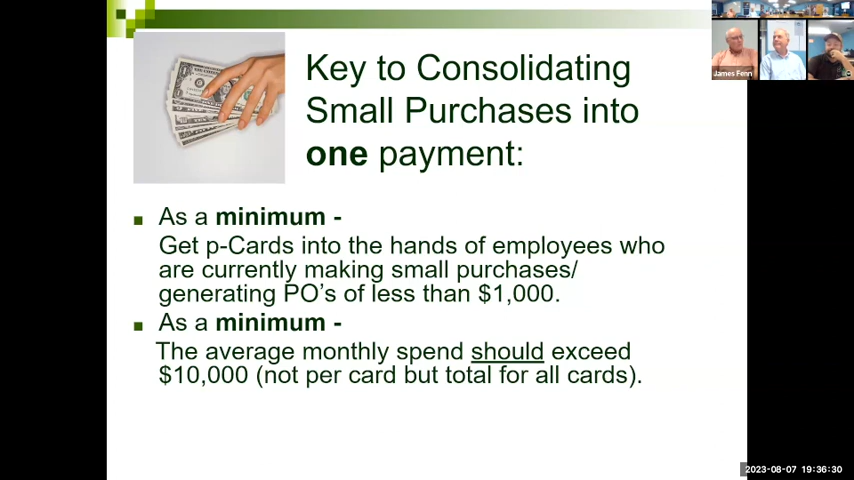 Key to Consolidating
Small Purchases into
one payment:
As a minimum -
Get p-Cards into the hands of employees who
are currently making small purchases/
generating PO's of less than $1,000.
As a minimum -
The average monthly spend should exceed
$10,000 (not per card but total for all cards).
James Fenn
2023-08-07 19:36:30